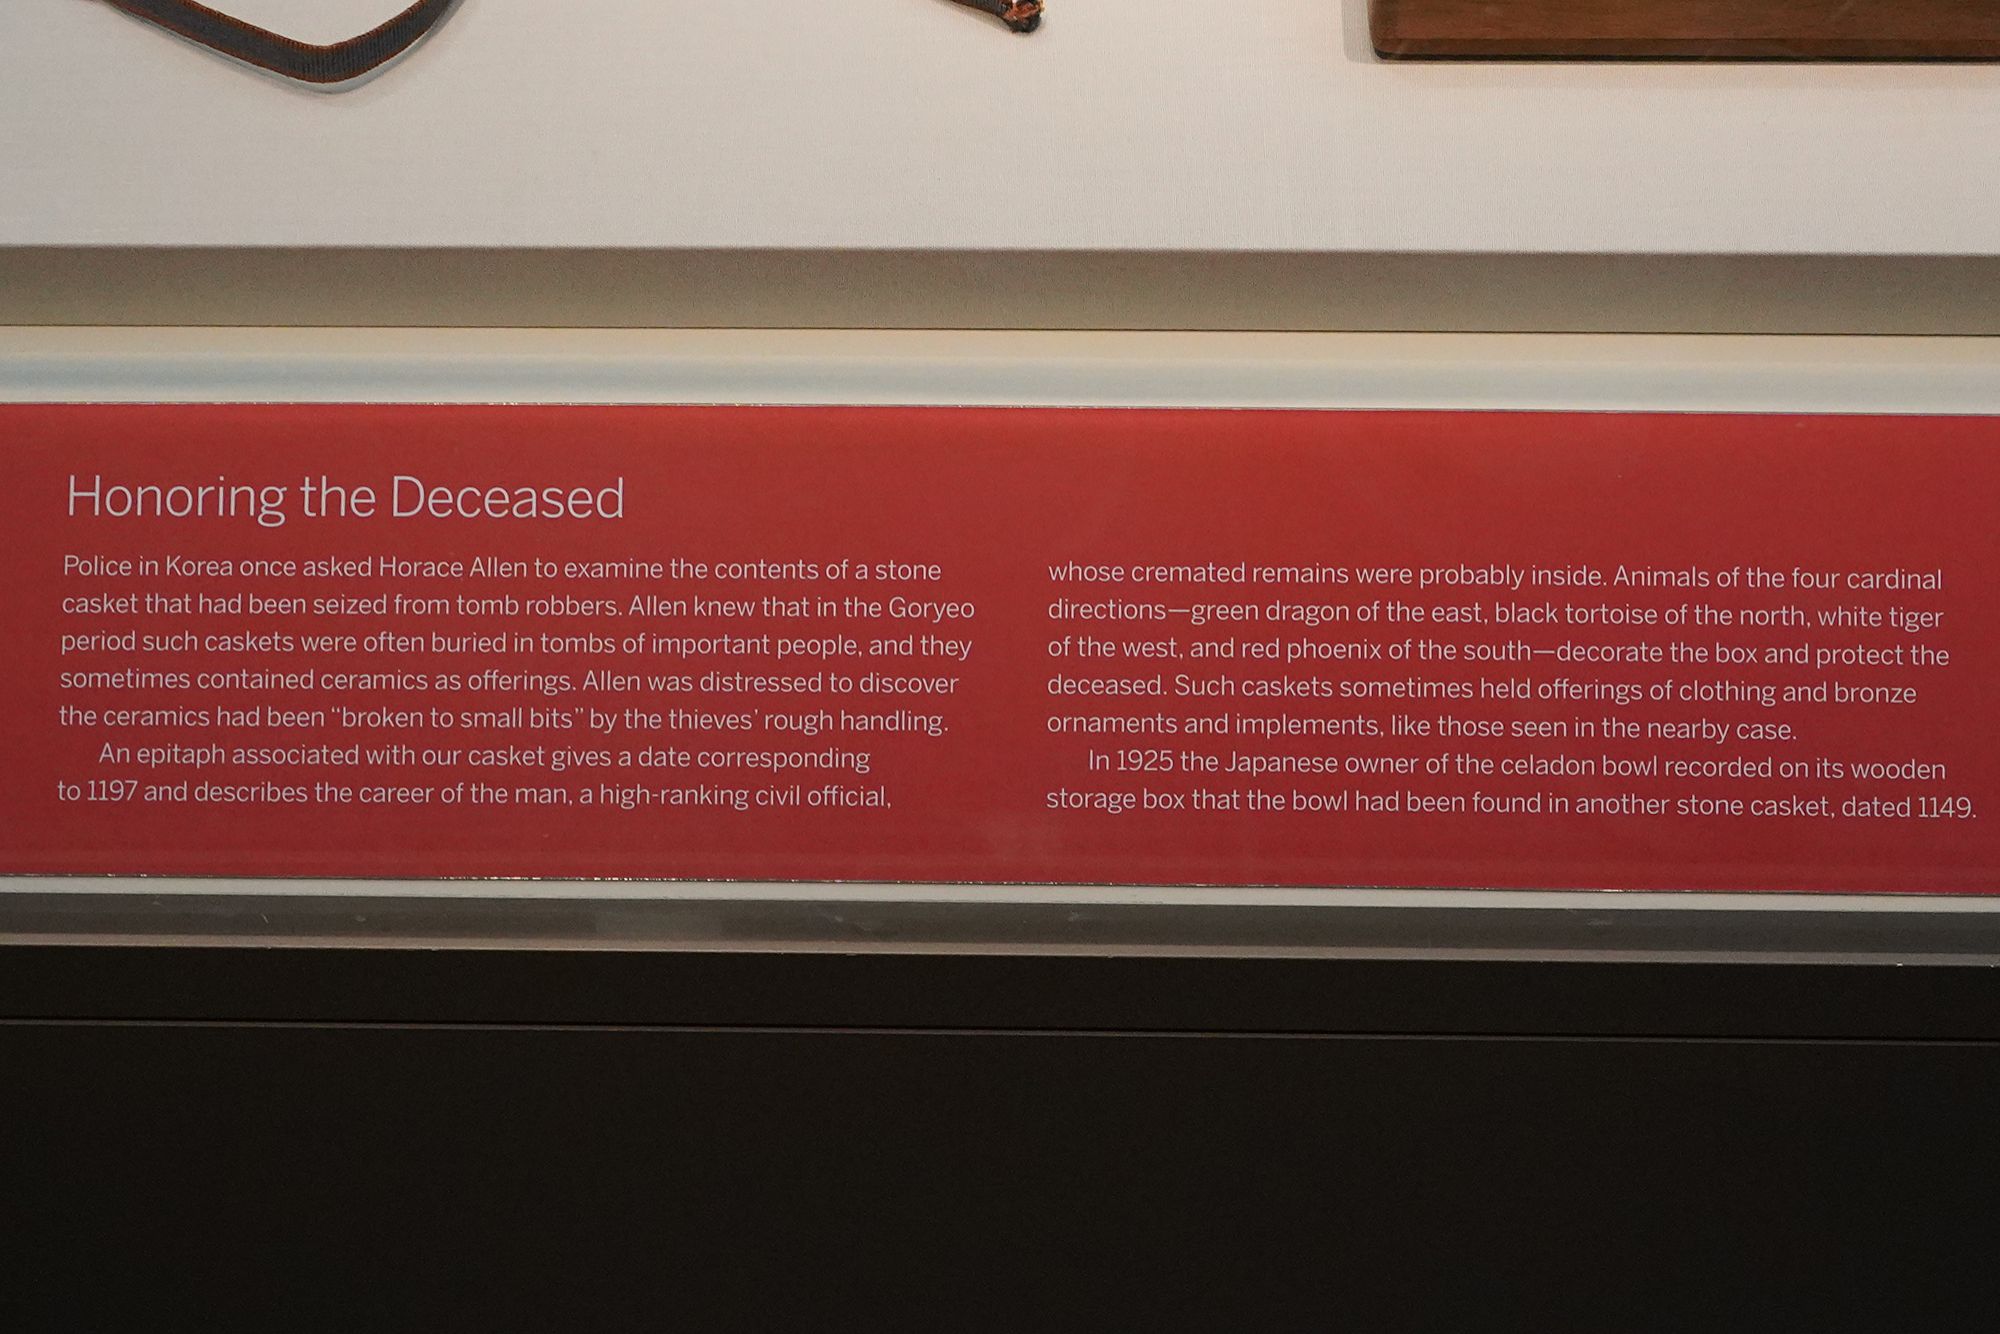 Honoring the Deceased
Police in Korea once asked Horace Allen to examine the contents of a stone
casket that had been seized from tomb robbers. Allen knew that in the Goryeo
period such caskets were often buried in tombs of important people, and they
sometimes contained ceramics as offerings. Allen was distressed to discover
the ceramics had been “broken to small bits” by the thieves’ rough handling.
An epitaph associated with our casket gives a date corresponding
to 1197 and describes the career of the man, a high-ranking civil official,
whose cremated remains were probably inside. Animals of the four cardinal
directions—green dragon of the east, black tortoise of the north, white tiger
of the west, and red phoenix of the south—decorate the box and protect the
deceased. Such caskets sometimes held offerings of clothing and bronze
ornaments and implements, like those seen in the nearby case.
In 1925 the Japanese owner of the celadon bowl recorded on its wooden
storage box that the bowl had been found in another stone casket, dated 1149.